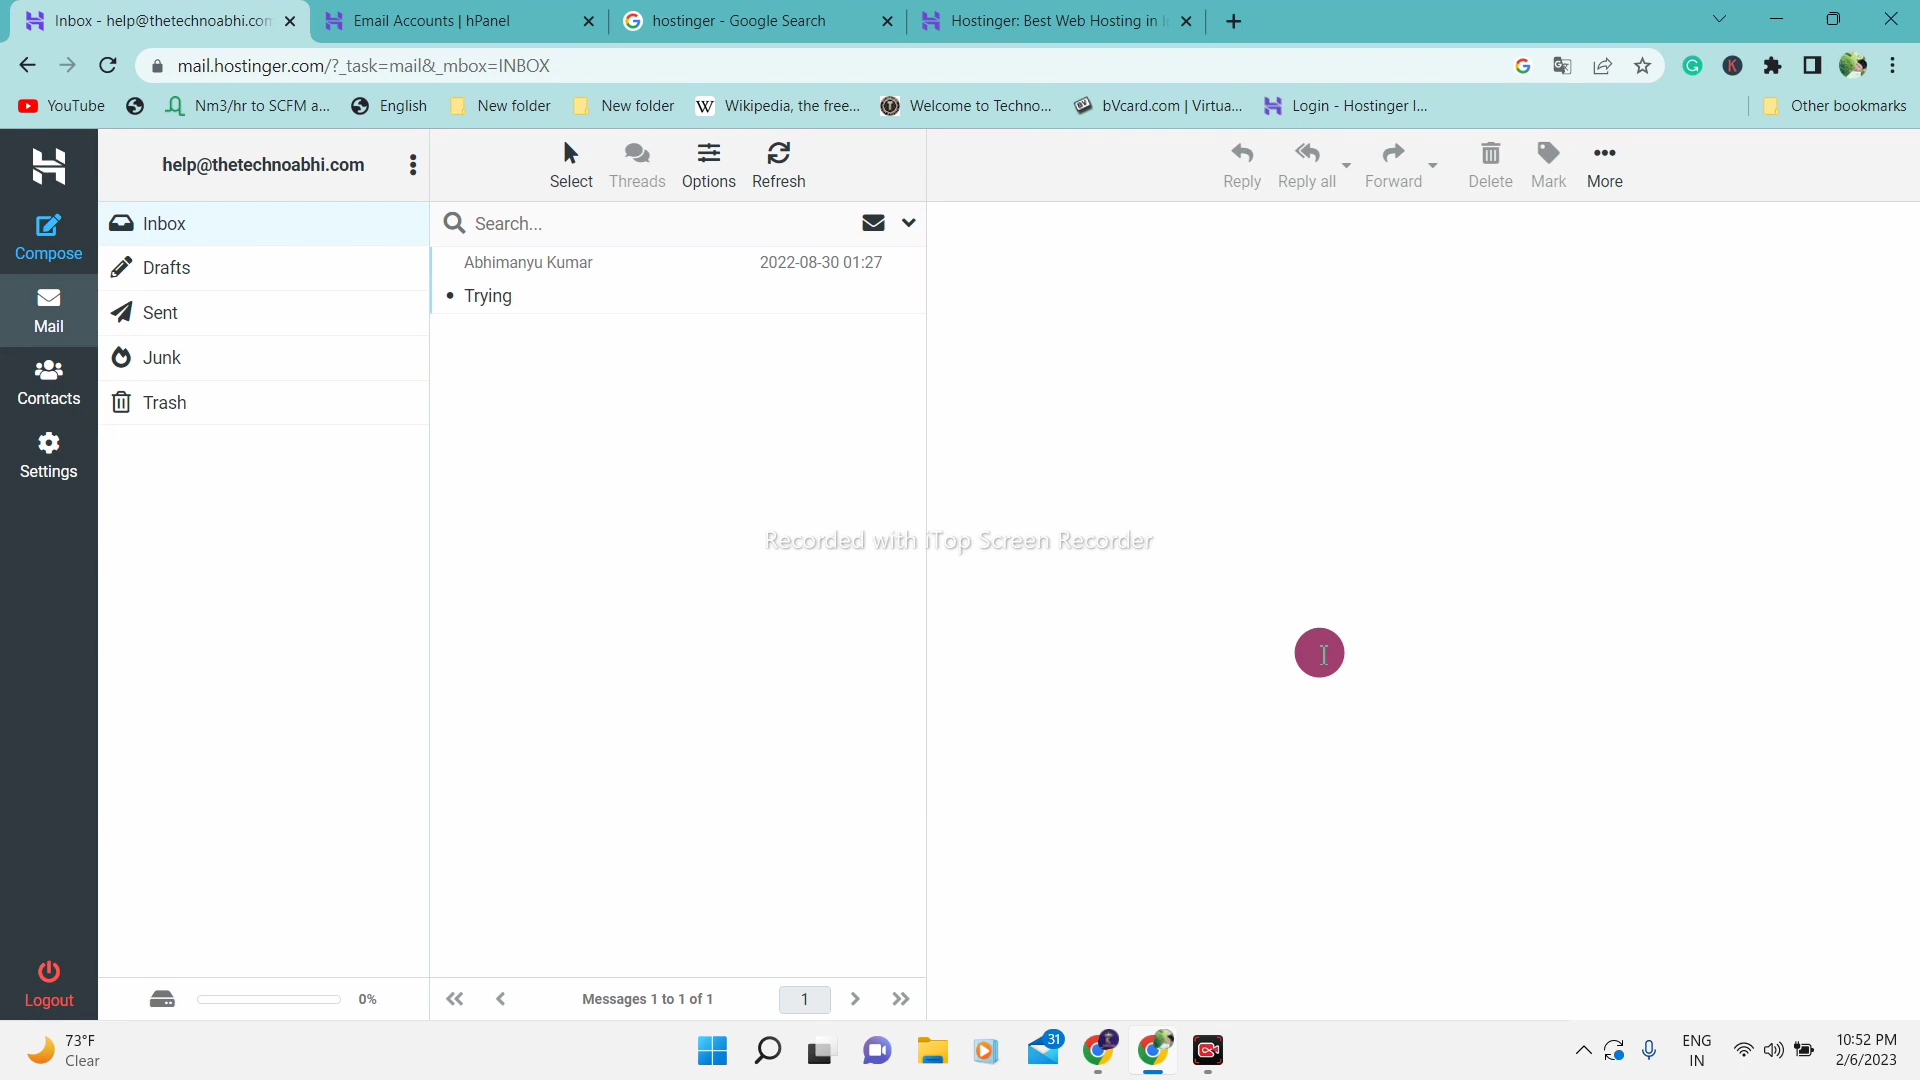 Inbox - help@thetechnoabhi.com
Email Accounts | hPanel
hostinger - Google Search
Hostinger: Best Web Hosting in
mail.hostinger.com/?_task=mail&_mbox=INBOX
YouTube
Nm3/hr to SCFM a...
English
New folder
New folder
Wikipedia, the free...
Welcome to Techno...
bVcard.com | Virtua...
Login - Hostinger I...
Other bookmarks
help@thetechnoabhi.com
Select
Threads
Options
Refresh
Reply
Reply all
Forward
Delete
Mark
More
Compose
Mail
Contacts
Settings
Logout
Inbox
Drafts
Sent
Junk
Trash
Search...
Abhimanyu Kumar
2022-08-30 01:27
• Trying
Recorded with iTop Screen Recorder
0%
Messages 1 to 1 of 1
1
73°F
Clear
31
ENG
IN
10:52 PM
2/6/2023